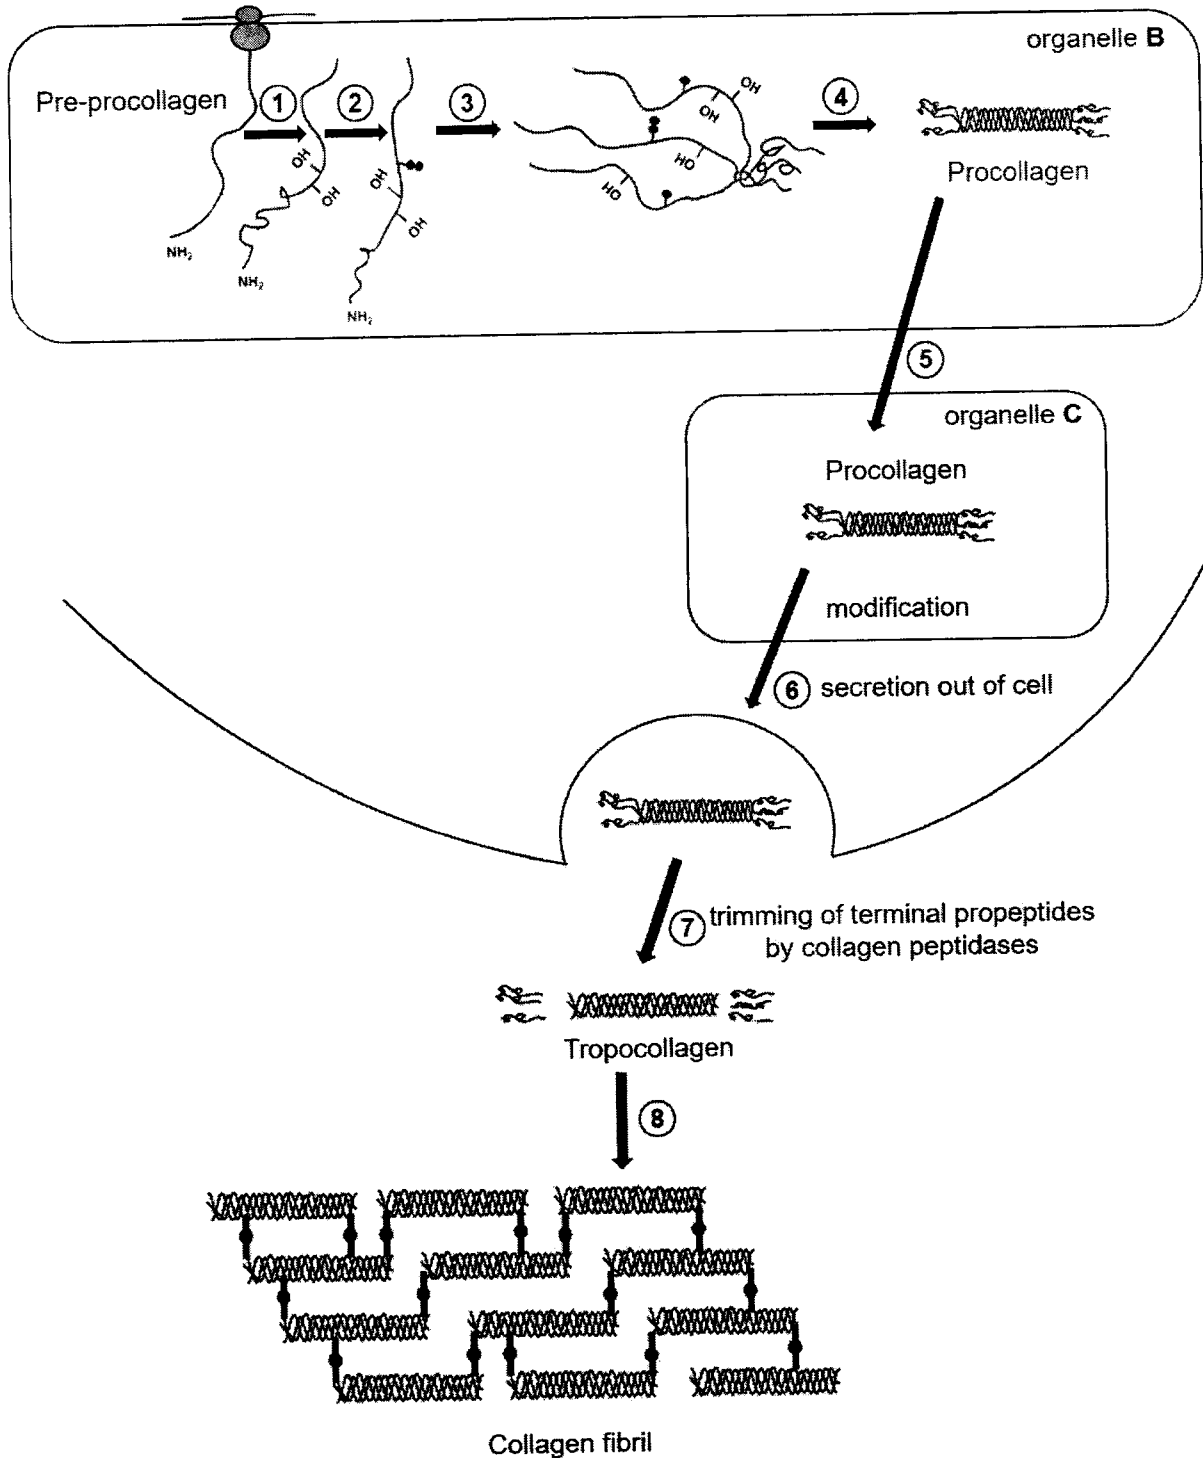 organelle B
Pre-procollagen
1
2
3
4
OH
OH
OH
OH
OH
OH
OH
OH
NH2
NH2
NH2
Procollagen
5
organelle C
Procollagen
modification
6 secretion out of cell
7 trimming of terminal propeptides
by collagen peptidases
Tropocollagen
8
Collagen fibril